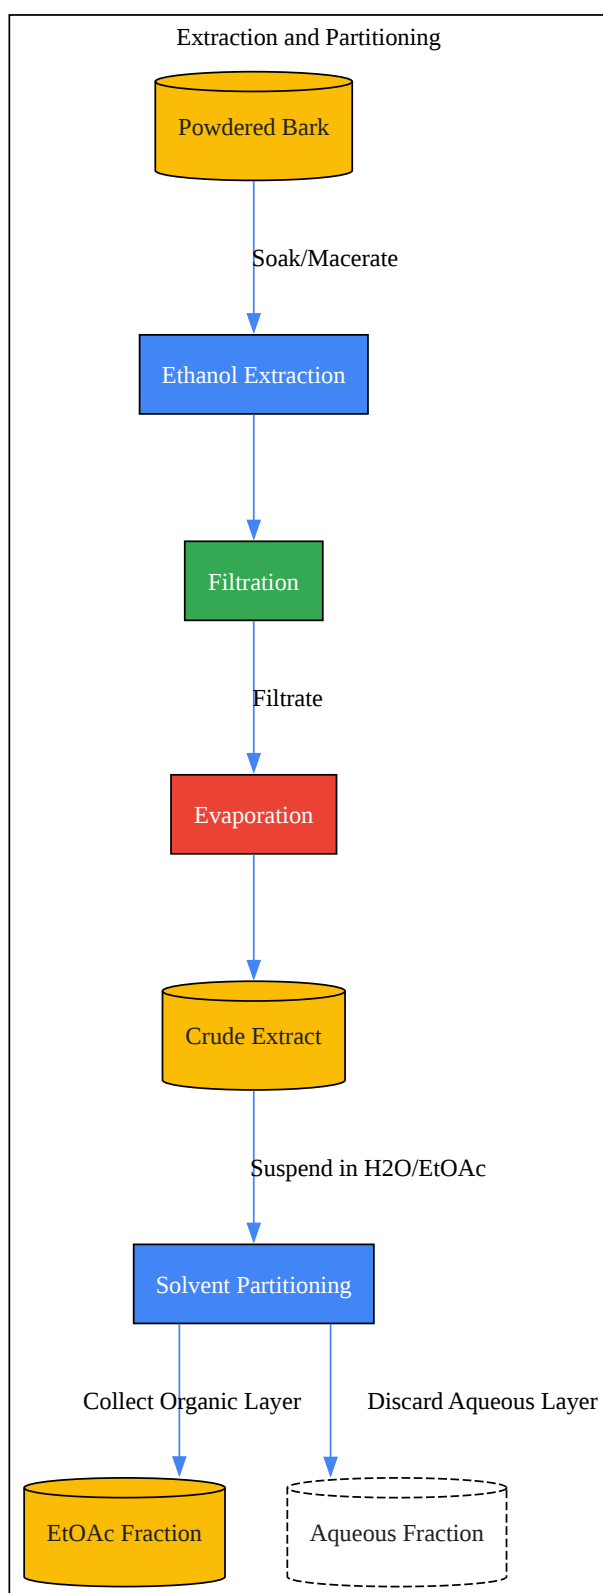 Extraction and Partitioning
Powdered Bark
Soak/Macerate
Ethanol Extraction
Filtration
Filtrate
Evaporation
Crude Extract
Suspend in H2O/EtOAc
Solvent Partitioning
Collect Organic Layer
Discard Aqueous Layer
EtOAc Fraction
Aqueous Fraction